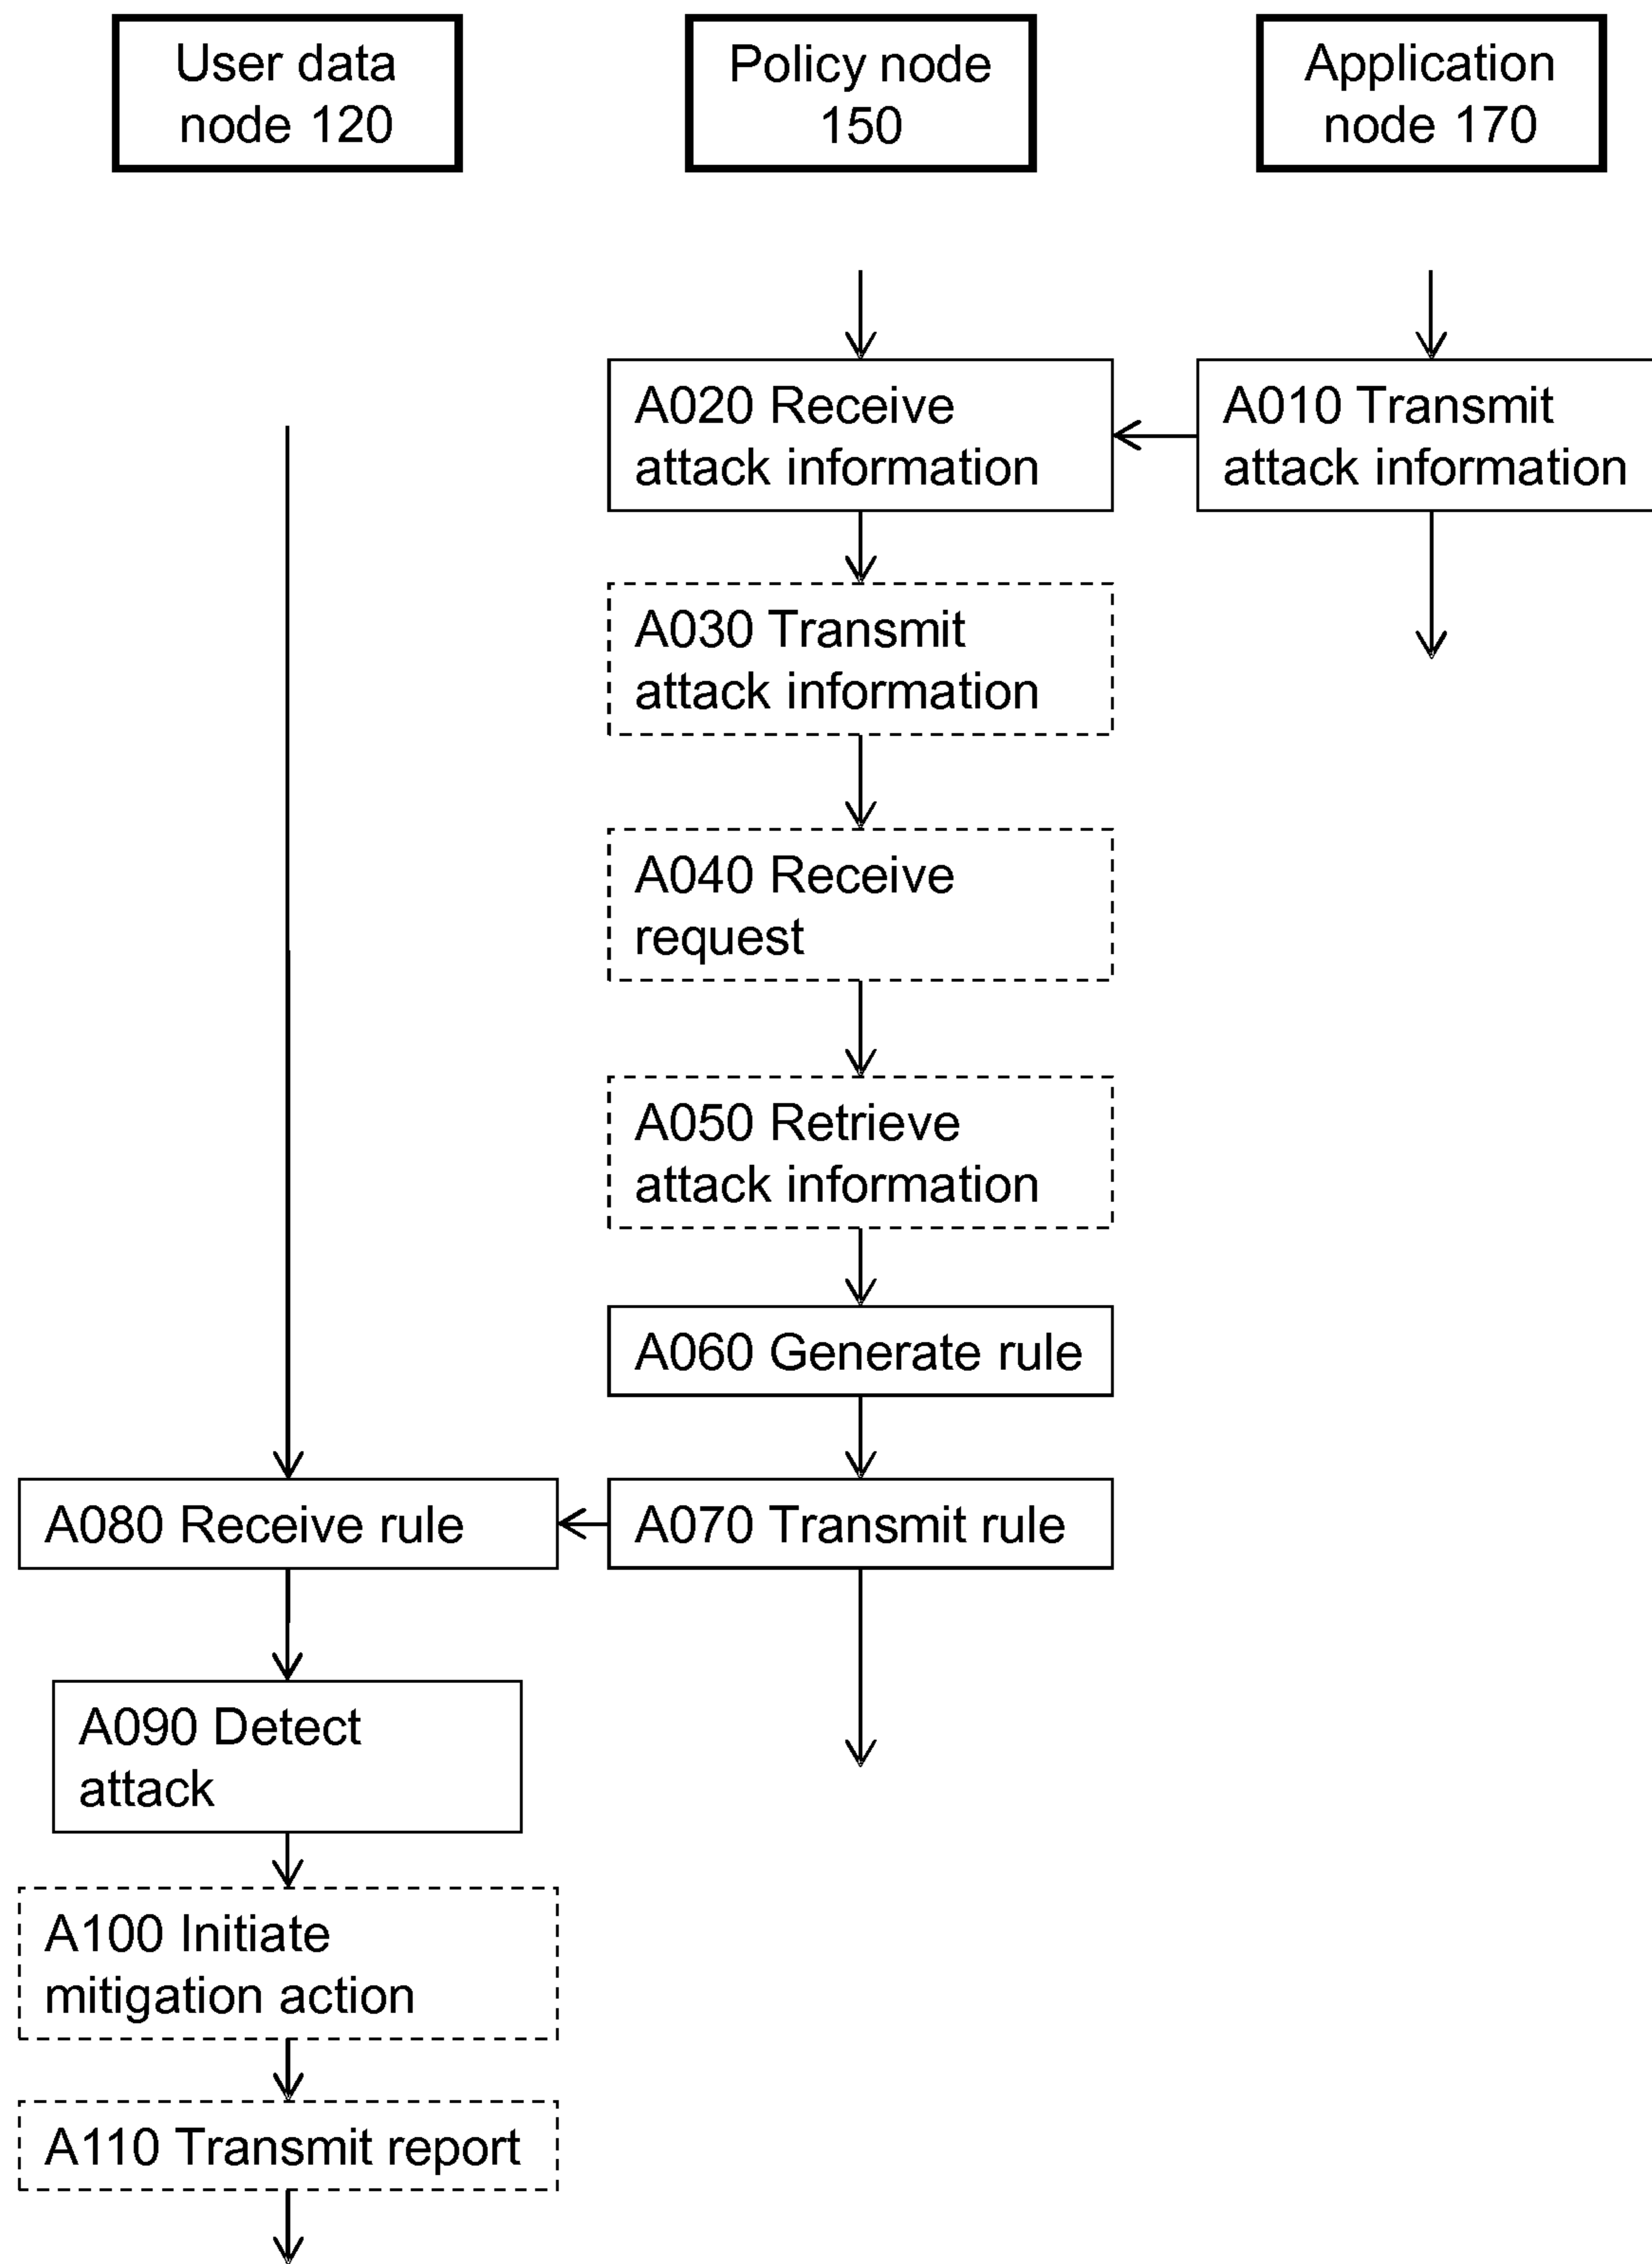 User data
node 120
Policy node
150
Application
node 170
A020 Receive
attack information
A010 Transmit
attack information
A030 Transmit
attack information
A040 Receive
request
A050 Retrieve
attack information
A060 Generate rule
A080 Receive rule
A070 Transmit rule
A090 Detect
attack
A100 Initiate
mitigation action
A110 Transmit report